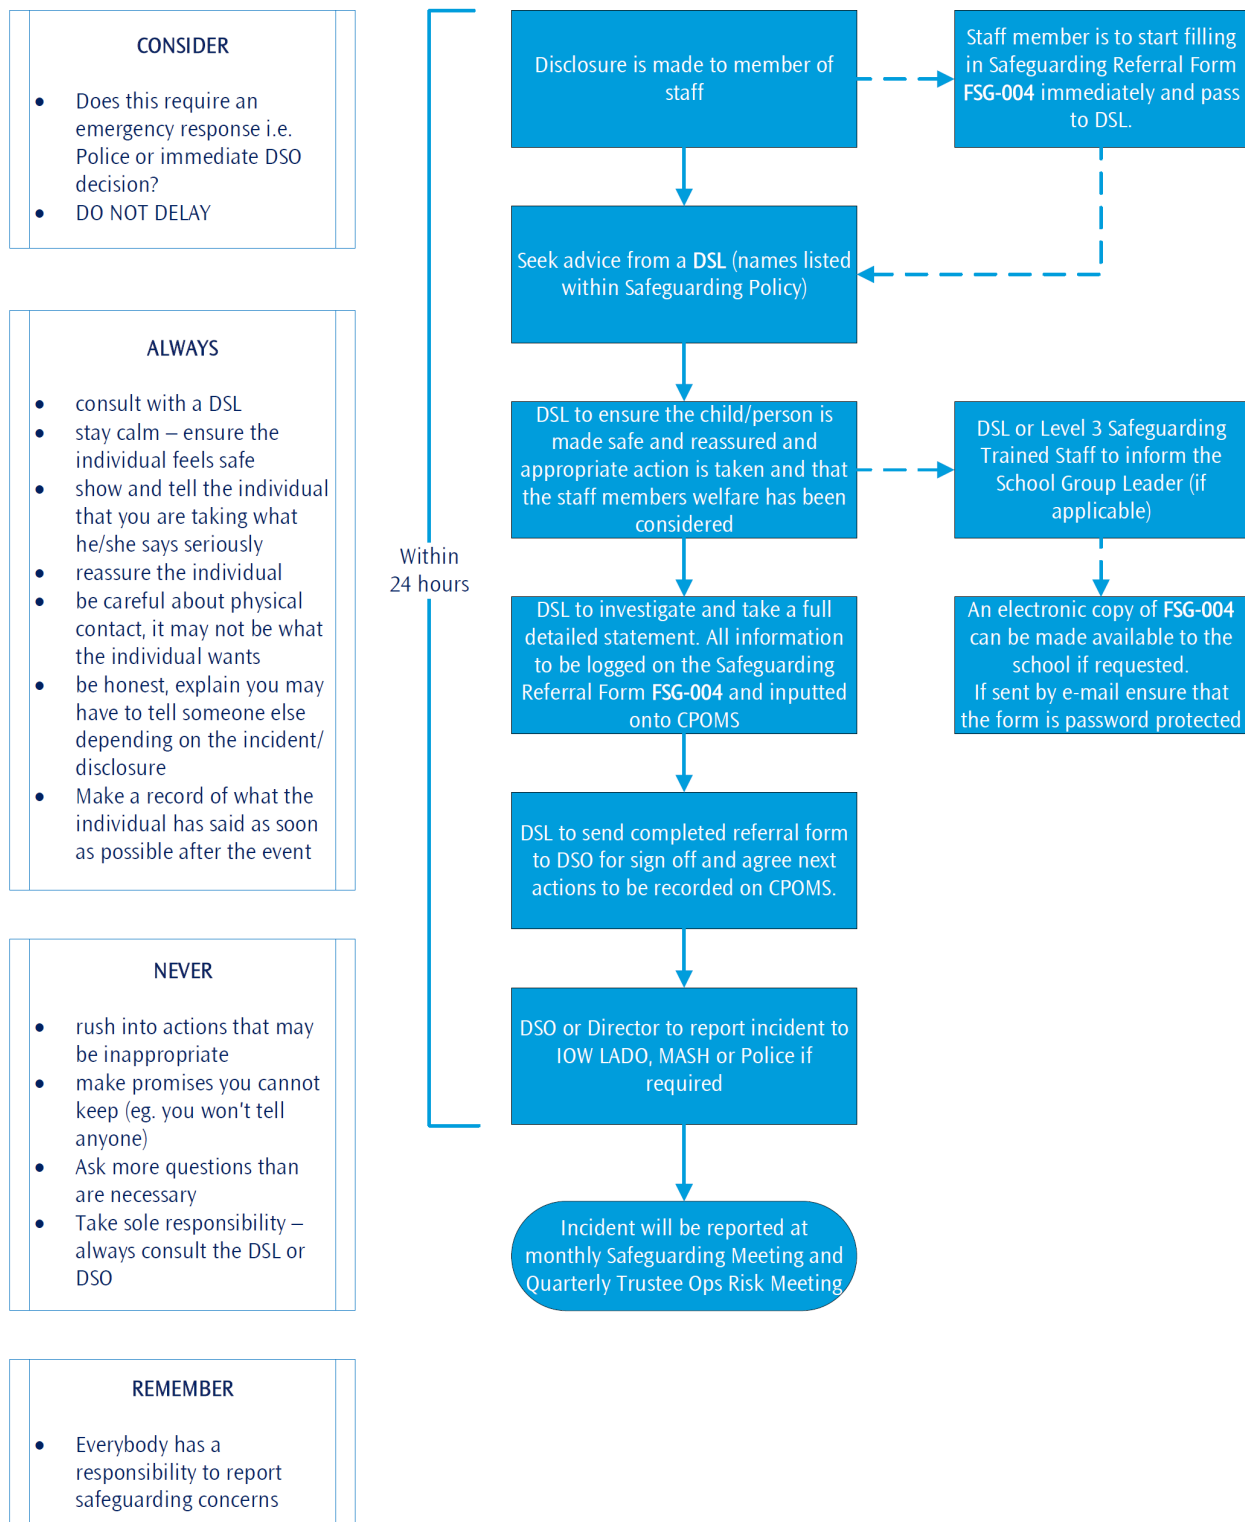 CONSIDER
• Does this require an
emergency response i.e.
Police or immediate DSO
decision?
• DO NOT DELAY
ALWAYS
• consult with a DSL
• stay calm – ensure the
individual feels safe
• show and tell the individual
that you are taking what
he/she says seriously
• reassure the individual
• be careful about physical
contact, it may not be what
the individual wants
• be honest, explain you may
have to tell someone else
depending on the incident/
disclosure
• Make a record of what the
individual has said as soon
as possible after the event
NEVER
• rush into actions that may
be inappropriate
• make promises you cannot
keep (eg. you won’t tell
anyone)
• Ask more questions than
are necessary
• Take sole responsibility –
always consult the DSL or
DSO
REMEMBER
• Everybody has a
responsibility to report
safeguarding concerns
Within
24 hours
Disclosure is made to member of
staff
Staff member is to start filling
in Safeguarding Referral Form
FSG-004 immediately and pass
to DSL.
Seek advice from a DSL (names listed
within Safeguarding Policy)
DSL to ensure the child/person is
made safe and reassured and
appropriate action is taken and that
the staff members welfare has been
considered
DSL or Level 3 Safeguarding
Trained Staff to inform the
School Group Leader (if
applicable)
DSL to investigate and take a full
detailed statement. All information
to be logged on the Safeguarding
Referral Form FSG-004 and inputted
onto CPOMS
An electronic copy of FSG-004
can be made available to the
school if requested.
If sent by e-mail ensure that
the form is password protected
DSL to send completed referral form
to DSO for sign off and agree next
actions to be recorded on CPOMS.
DSO or Director to report incident to
IOW LADO, MASH or Police if
required
Incident will be reported at
monthly Safeguarding Meeting and
Quarterly Trustee Ops Risk Meeting